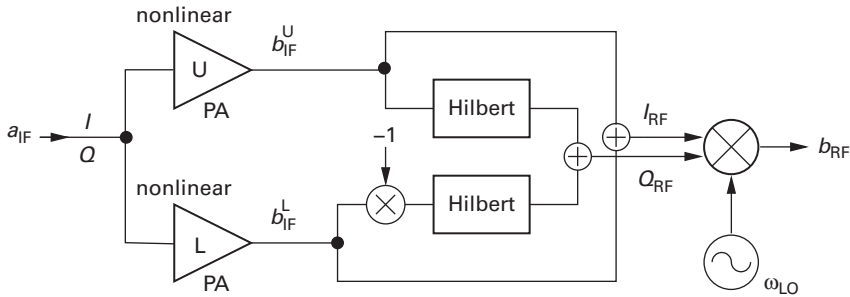 nonlinear
U
PA
b_IF^U
a_IF
I
Q
Hilbert
–1
I_RF
Q_RF
b_RF
nonlinear
L
PA
b_IF^L
Hilbert
ω_LO